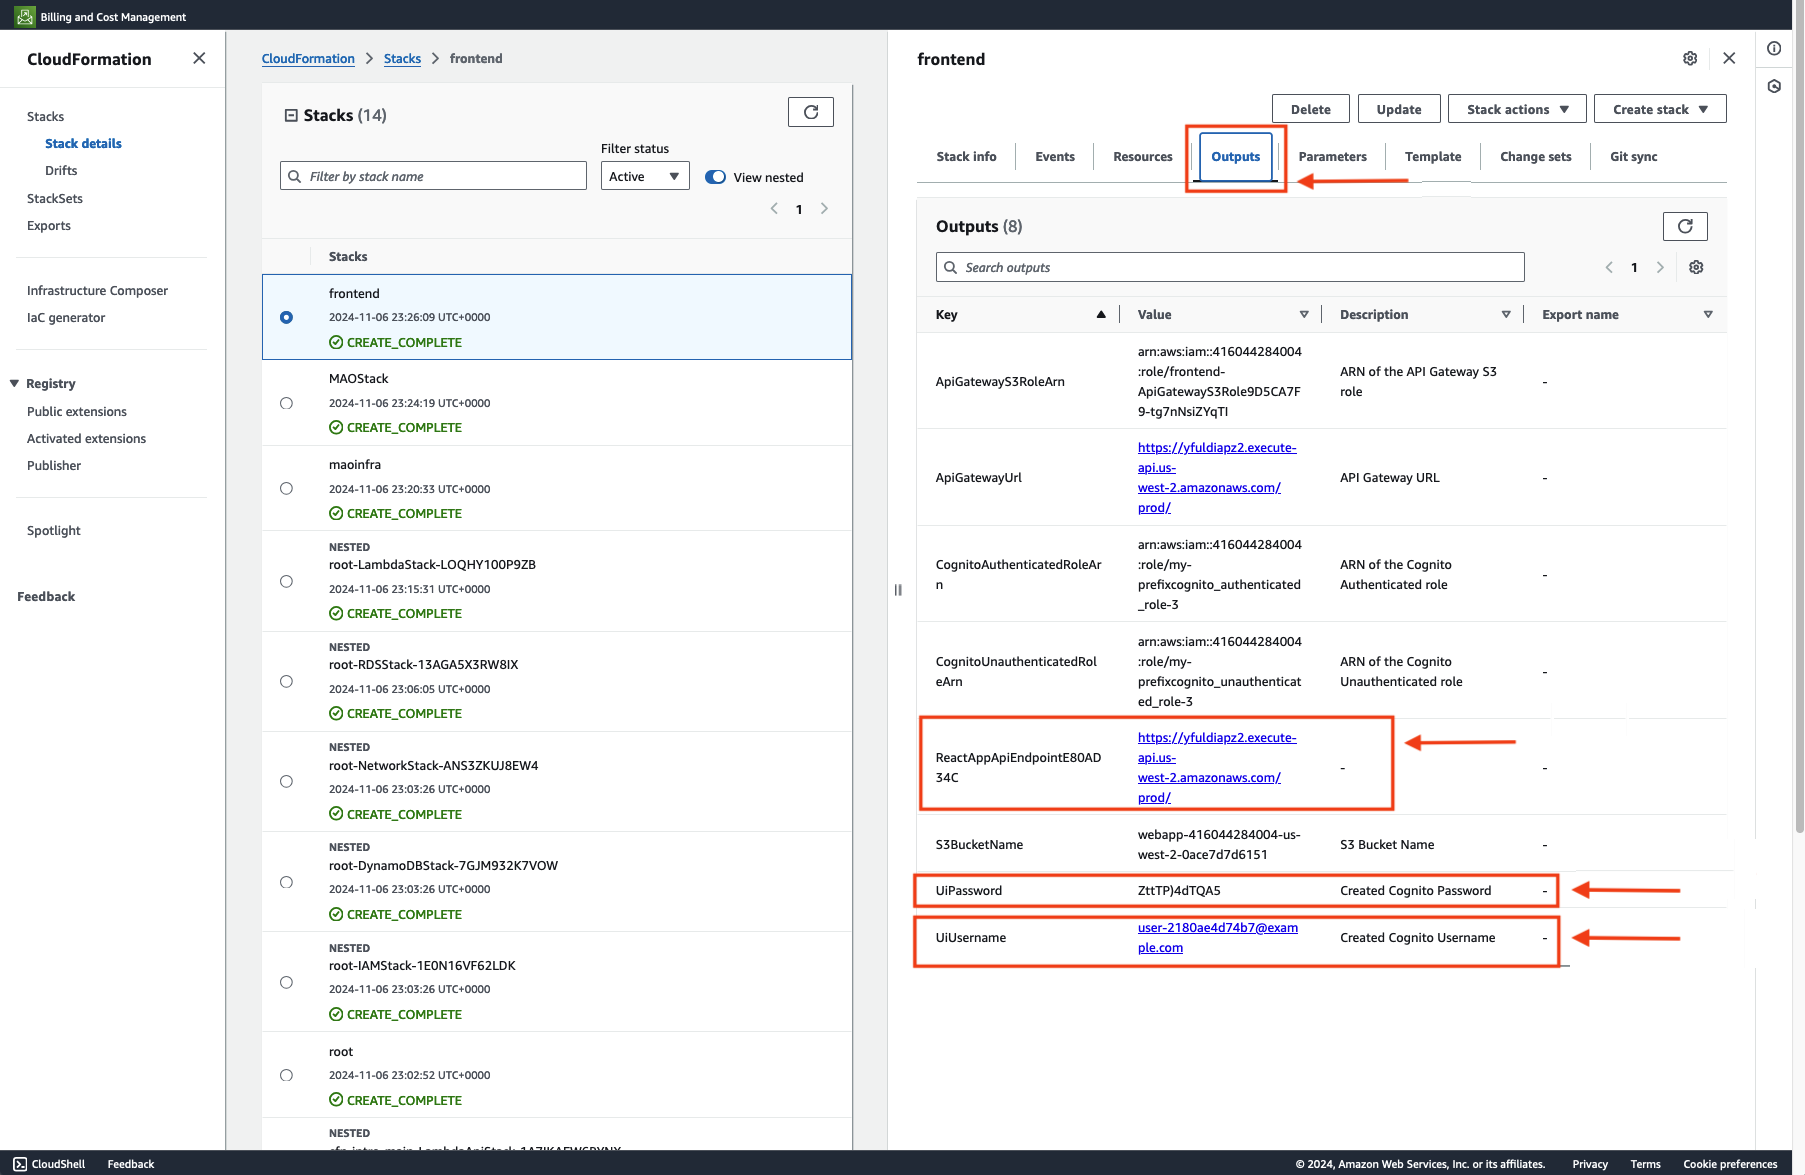 Billing and Cost Management
CloudFormation
Stacks
Stack details
Drifts
StackSets
Exports
Infrastructure Composer
IaC generator
Registry
Public extensions
Activated extensions
Publisher
Spotlight
Feedback
CloudFormation
Stacks
frontend
Stacks (14)
Filter status
Filter by stack name
Active
View nested
1
Stacks
frontend
2024-11-06 23:26:09 UTC+0000
CREATE_COMPLETE
MAOStack
2024-11-06 23:24:19 UTC+0000
CREATE_COMPLETE
maoinfra
2024-11-06 23:20:33 UTC+0000
CREATE_COMPLETE
NESTED
root-LambdaStack-LOQHY100P9ZB
2024-11-06 23:15:31 UTC+0000
CREATE_COMPLETE
NESTED
root-RDSStack-13AGA5X3RW8IX
2024-11-06 23:06:05 UTC+0000
CREATE_COMPLETE
NESTED
root-NetworkStack-ANS3ZKUJ8EW4
2024-11-06 23:03:26 UTC+0000
CREATE_COMPLETE
NESTED
root-DynamoDBStack-7GJM932K7VOW
2024-11-06 23:03:26 UTC+0000
CREATE_COMPLETE
NESTED
root-IAMStack-1E0N16VF62LDK
2024-11-06 23:03:26 UTC+0000
CREATE_COMPLETE
root
2024-11-06 23:02:52 UTC+0000
CREATE_COMPLETE
NESTED
frontend
Delete
Update
Stack actions
Create stack
Stack info
Events
Resources
Outputs
Parameters
Template
Change sets
Git sync
Outputs (8)
Search outputs
1
Key
Value
Description
Export name
ApiGatewayS3RoleArn
arn:aws:iam::416044284004
:role/frontend-
ApiGatewayS3Role9D5CA7F
9-tg7nNsiZYqTI
ARN of the API Gateway S3
role
-
ApiGatewayUrl
https://yfuldiapz2.execute-
api.us-
west-2.amazonaws.com/
prod/
API Gateway URL
-
CognitoAuthenticatedRoleAr
n
arn:aws:iam::416044284004
:role/my-
prefixcognito_authenticated
_role-3
ARN of the Cognito
Authenticated role
-
CognitoUnauthenticatedRol
eArn
arn:aws:iam::416044284004
:role/my-
prefixcognito_unauthenticat
ed_role-3
ARN of the Cognito
Unauthenticated role
-
ReactAppApiEndpointE80AD
34C
https://yfuldiapz2.execute-
api.us-
west-2.amazonaws.com/
prod/
-
-
S3BucketName
webapp-416044284004-us-
west-2-0ace7d7d6151
S3 Bucket Name
-
UiPassword
ZttTP)4dTQA5
Created Cognito Password
-
UiUsername
user-2180ae4d74b7@exam
ple.com
Created Cognito Username
-
CloudShell
Feedback
© 2024, Amazon Web Services, Inc. or its affiliates.
Privacy
Terms
Cookie preferences